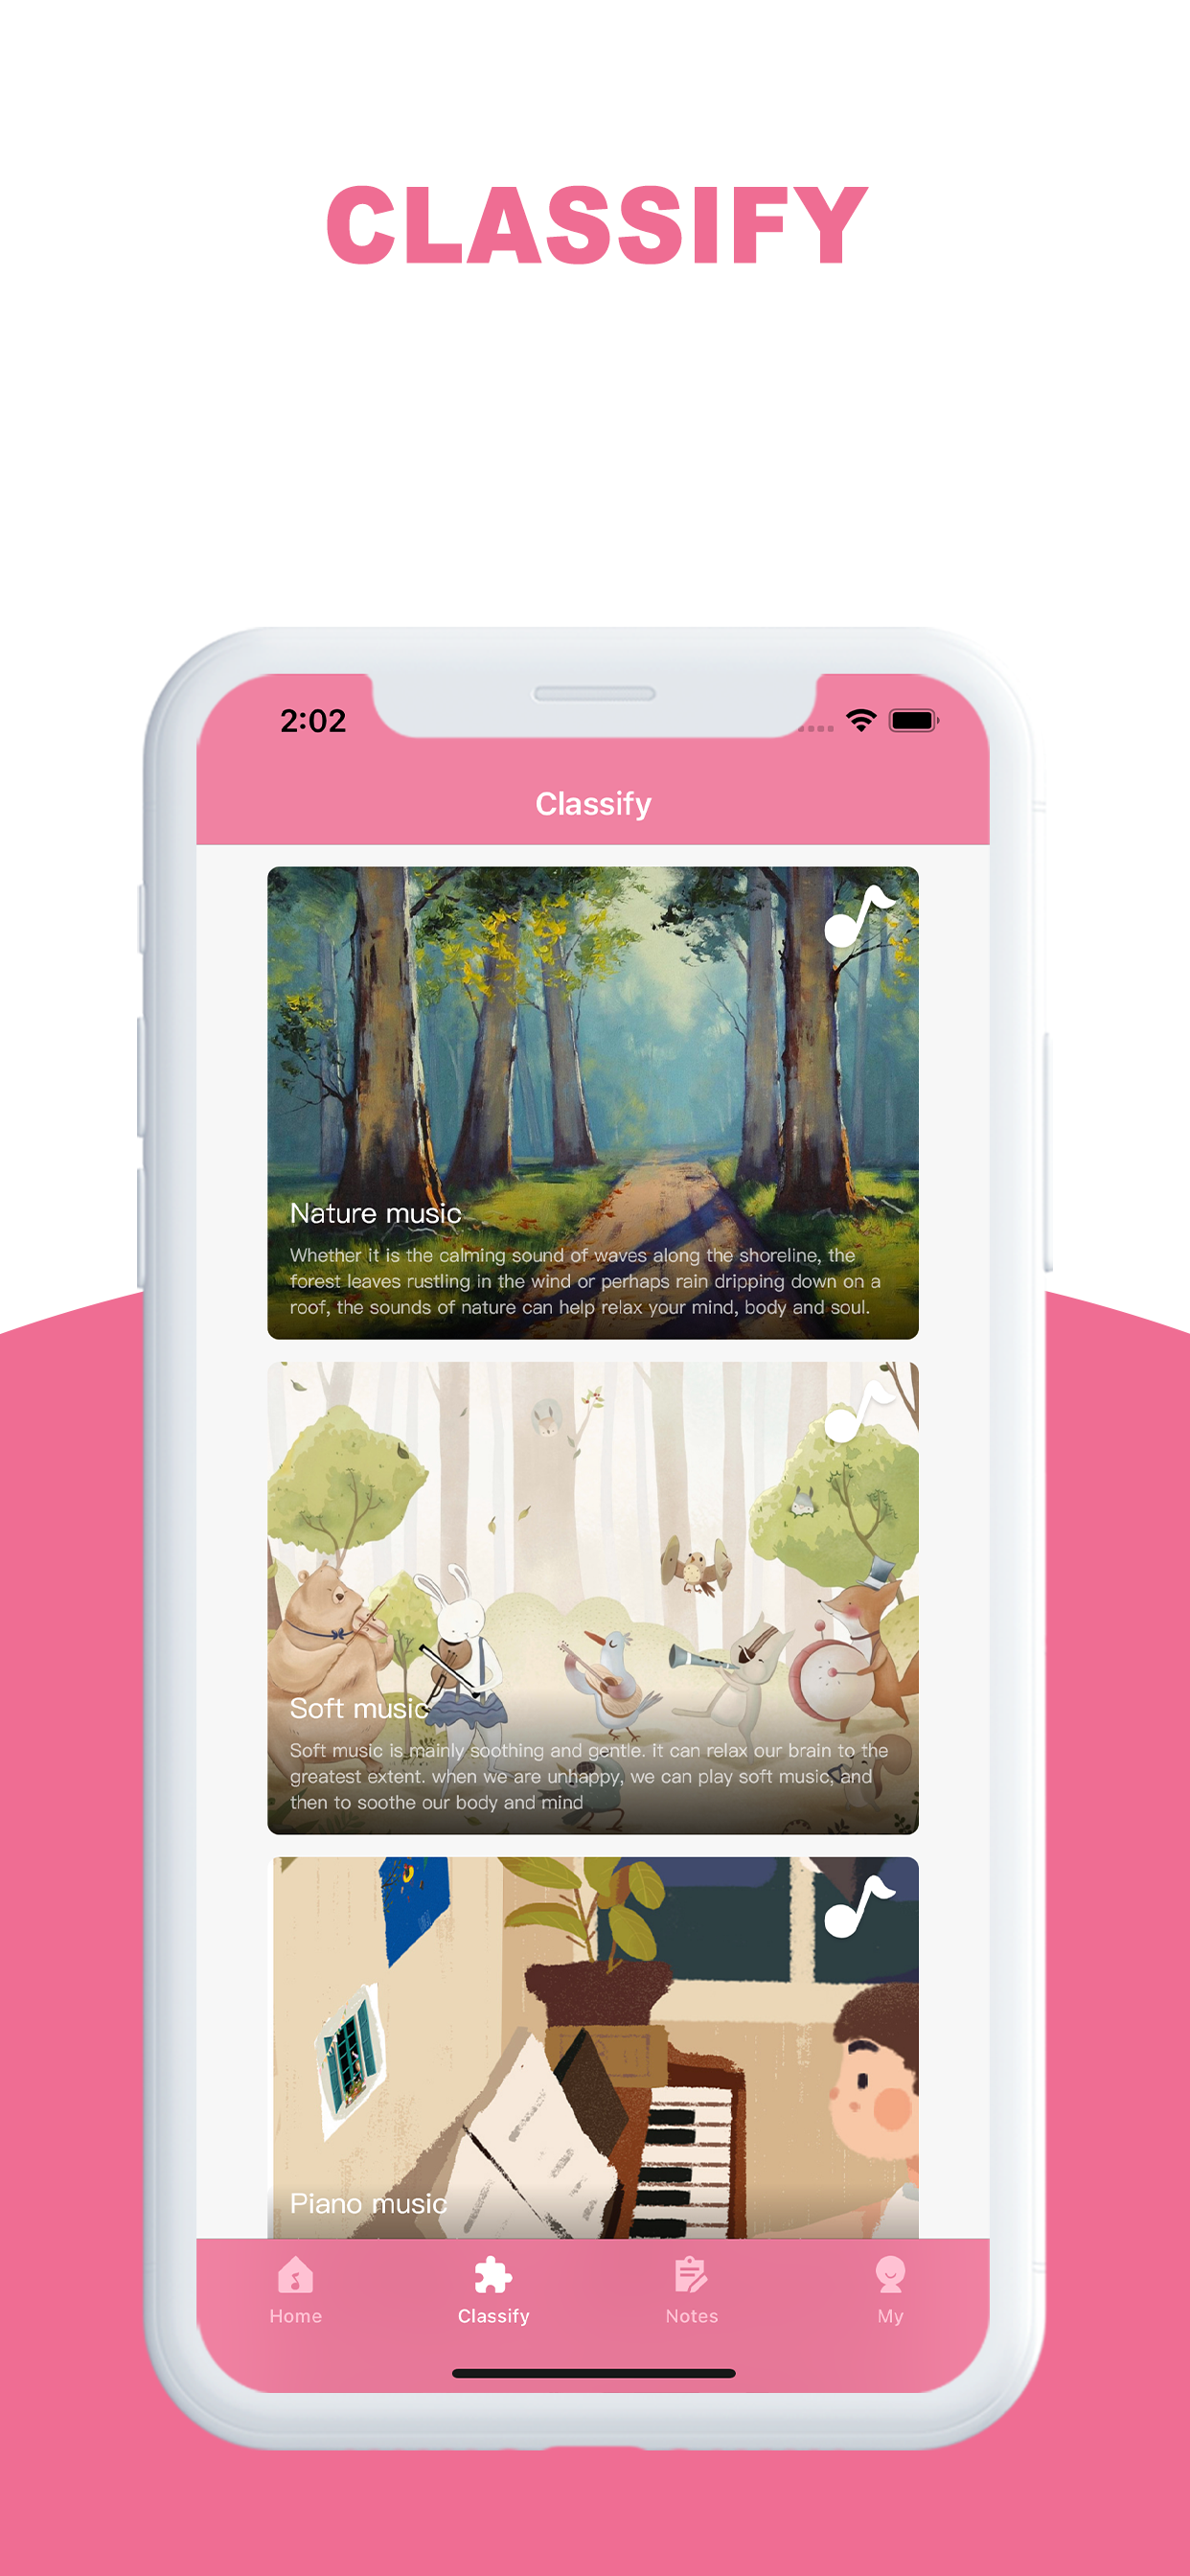 CLASSIFY
2:02
Classify
Nature music
Whether it is the calming sound of waves along the shoreline, the
forest leaves rustling in the wind or perhaps rain dripping down on a
roof, the sounds of nature can help relax your mind, body and soul.
Soft music
Soft music is mainly soothing and gentle. it can relax our brain to the
greatest extent. when we are unhappy, we can play soft music, and
then to soothe our body and mind
Piano music
Home
Classify
Notes
My